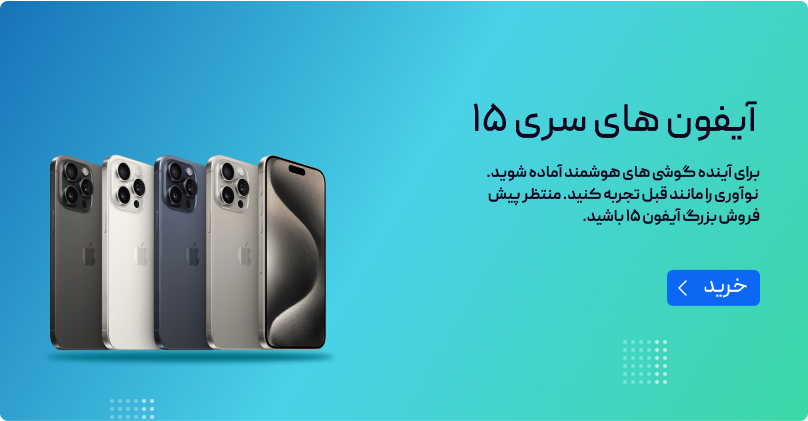 آیفون های سری ۱۵
برای آینده گوشی های هوشمند آماده شوید.
نوآوری را مانند قبل تجربه کنید. منتظر پیش
فروش بزرگ آیفون ۱۵ باشید.
خرید